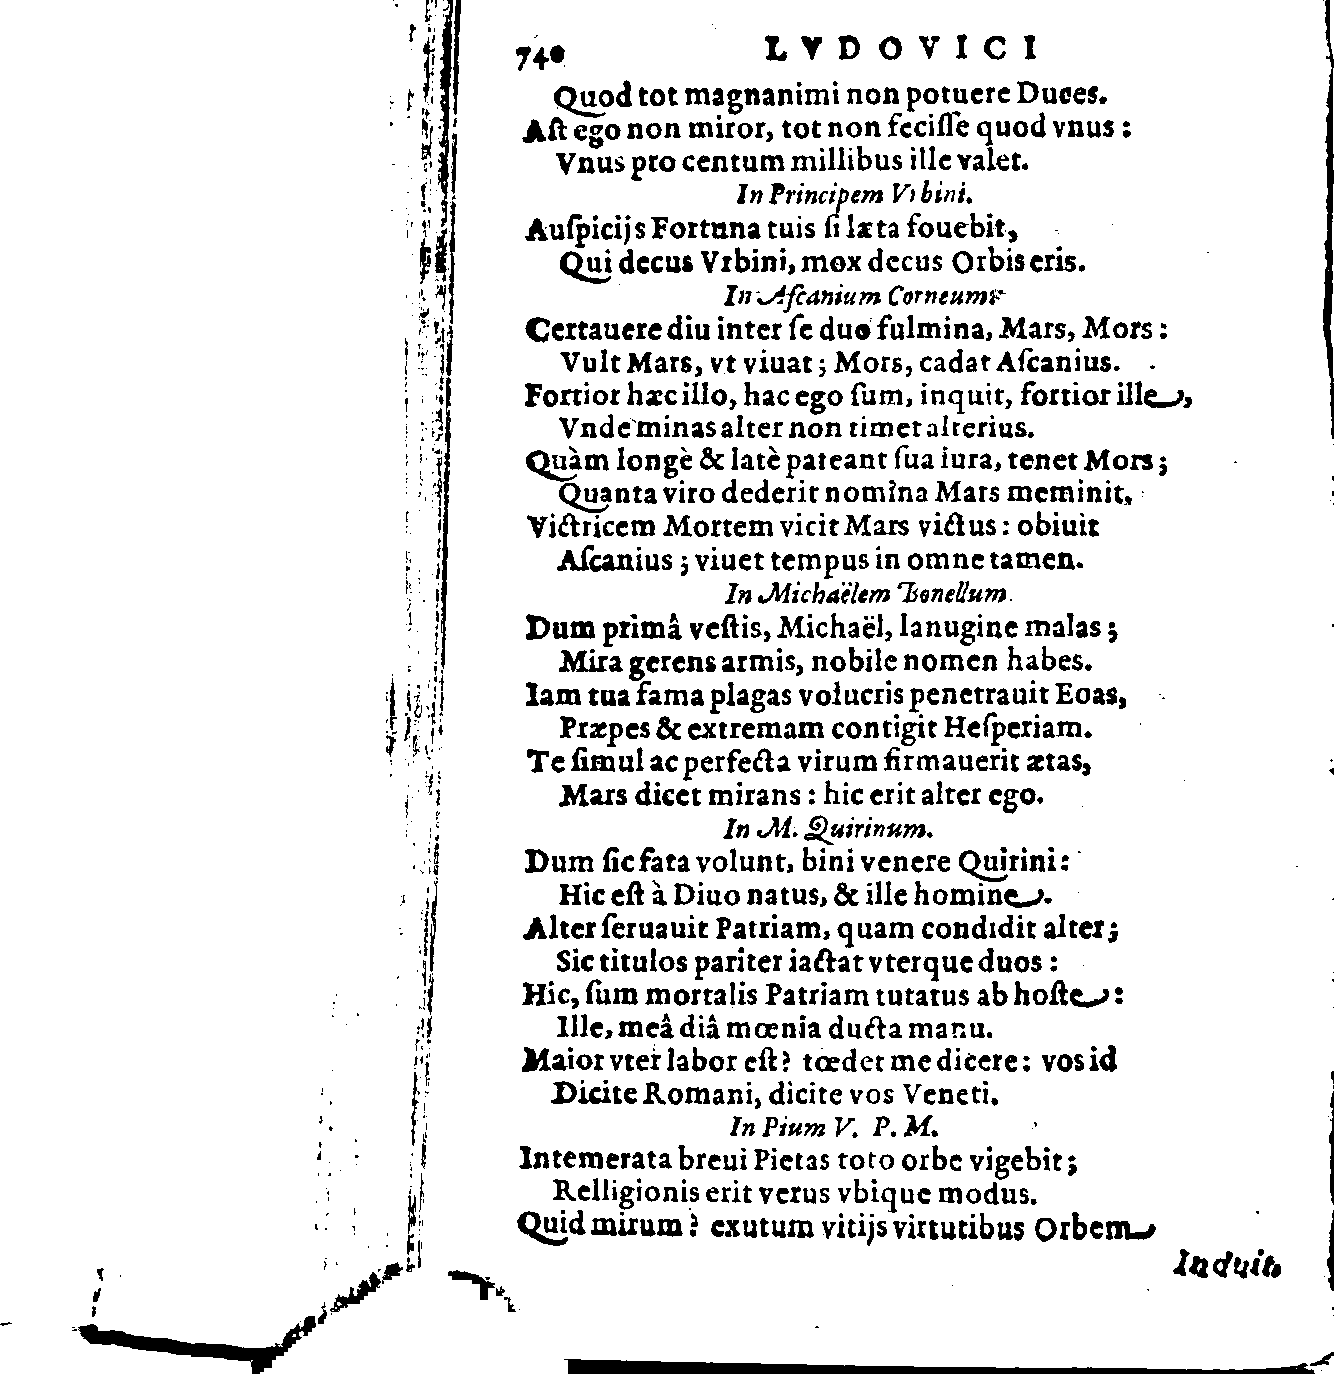 740 LVDOVICI
Quod tot magnanimi non potuere Duces.
Aſt ego non miror, tot non feciſſe quod vnus:
Vnus pro centum millibus ille valet.
In Principem Vrbini.
Auſpicijs Fortuna tuis ſi læta fouebit,
Qui decus Vrbini, mox decus Orbis eris.
In Aſcanium Corneum.
Certauere diu inter ſe duo fulmina, Mars, Mors:
Vult Mars, vt viuat; Mors, cadat Aſcanius.
Fortior hæc illo, hac ego ſum, inquit, fortior ille,
Vnde minas alter non timet alterius.
Quàm longè & latè pateant ſua iura, tenet Mors;
Quanta viro dederit nomina Mars meminit.
Victricem Mortem vicit Mars victus: obiuit
Aſcanius; viuet tempus in omne tamen.
In Michaëlem Bonellum.
Dum primâ veſtis, Michaël, lanugine malas;
Mira gerens armis, nobile nomen habes.
Iam tua fama plagas volucris penetrauit Eoas,
Præpes & extremam contigit Heſperiam.
Te ſimul ac perfecta virum firmauerit ætas,
Mars dicet mirans: hic erit alter ego.
In M. Quirinum.
Dum ſic fata volunt, bini venere Quirini:
Hic eſt à Diuo natus, & ille homine.
Alter ſeruauit Patriam, quam condidit alter;
Sic titulos pariter iactat vterque duos:
Hic, ſum mortalis Patriam tutatus ab hoſte:
Ille, meâ diâ mœnia ducta manu.
Maior vter labor eſt? tœdet me dicere: vos id
Dicite Romani, dicite vos Veneti.
In Pium V. P. M.
Intemerata breui Pietas toto orbe vigebit;
Relligionis erit verus vbique modus.
Quid mirum? exutum vitijs virtutibus Orbem
Induit.